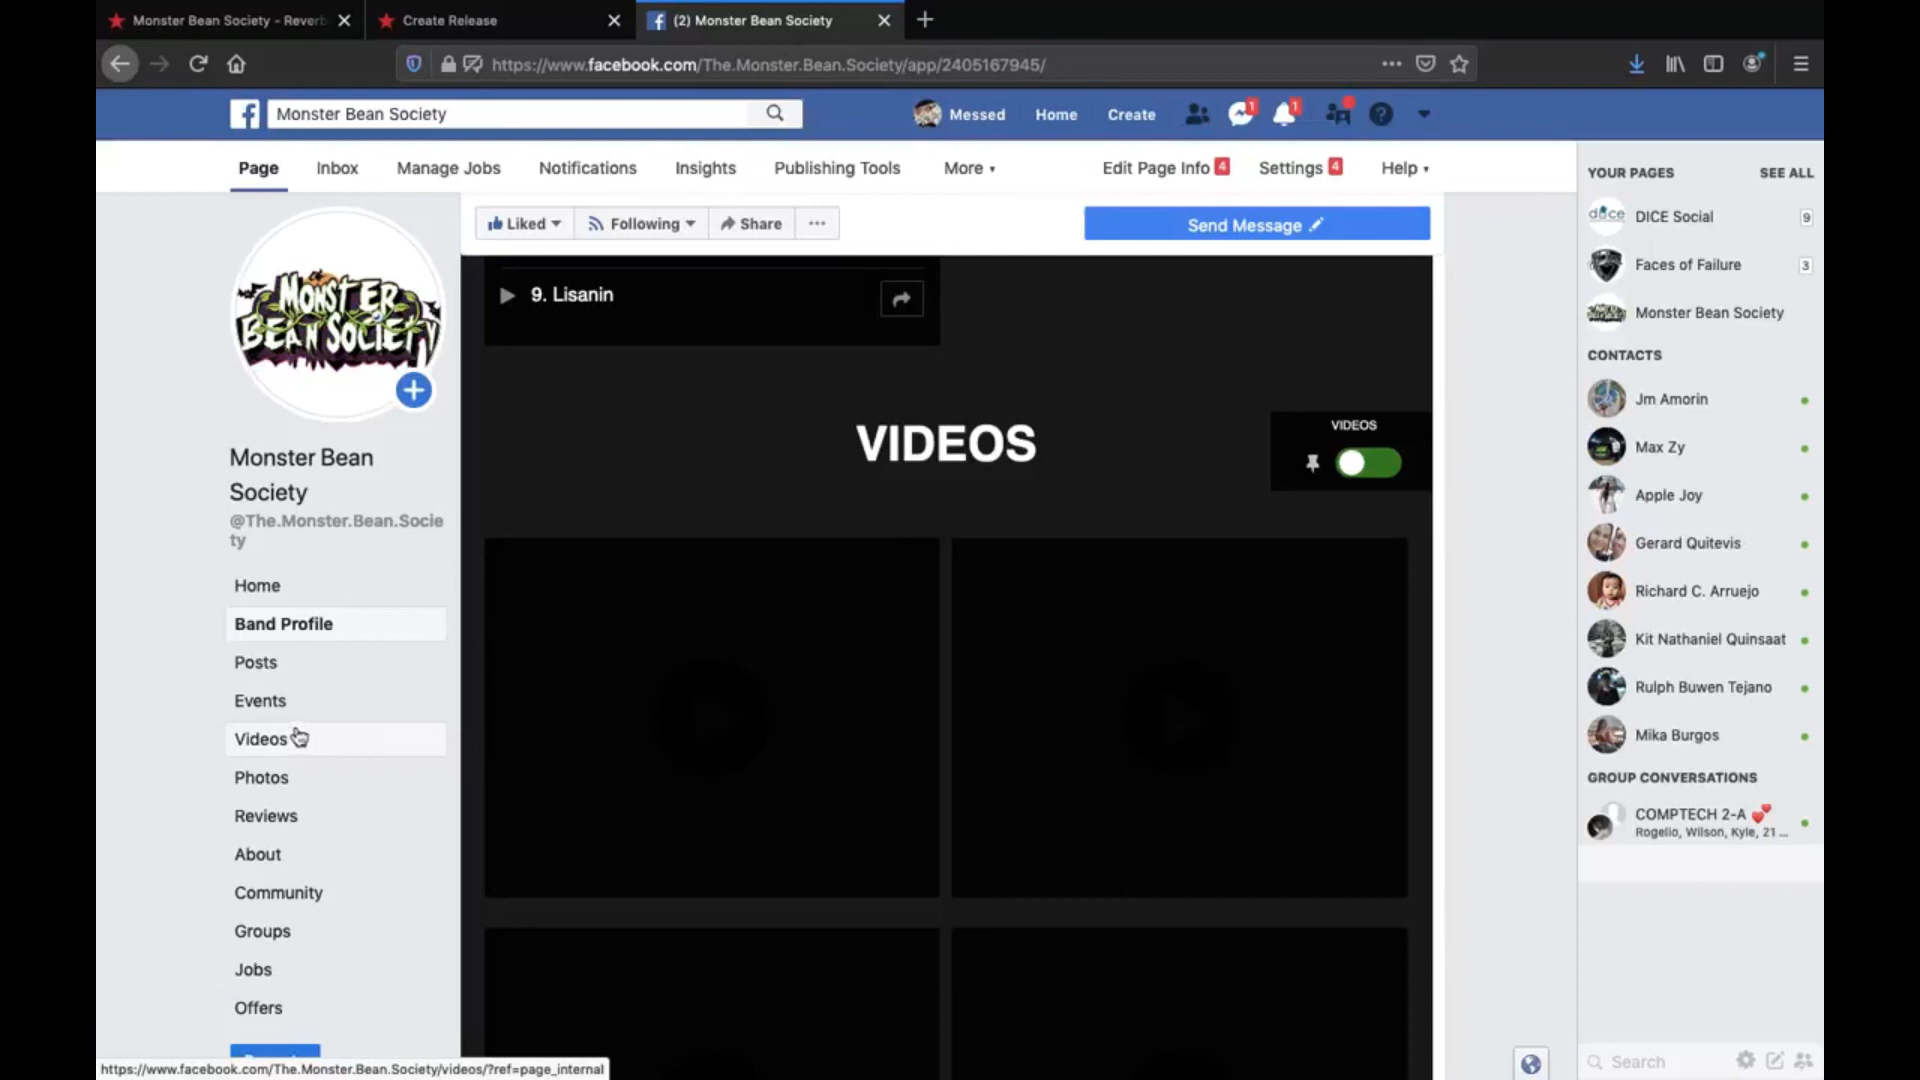 Monster Bean Society - Reverb
Create Release
(2) Monster Bean Society
https://www.facebook.com/The.Monster.Bean.Society/app/2405167945/
Monster Bean Society
Messed
Home
Create
1
1
Page
Inbox
Manage Jobs
Notifications
Insights
Publishing Tools
More
Edit Page Info 4
Settings 4
Help
Liked
Following
Share
Send Message
MONSTER
BEAN SOCIETY
Monster Bean
Society
@The.Monster.Bean.Socie
ty
Home
Band Profile
Posts
Events
Videos
Photos
Reviews
About
Community
Groups
Jobs
Offers
9. Lisanin
VIDEOS
VIDEOS
YOUR PAGES
SEE ALL
dice
DICE Social
9
Faces of Failure
3
Monster Bean Society
CONTACTS
Jm Amorin
Max Zy
Apple Joy
Gerard Quitevis
Richard C. Arruejo
Kit Nathaniel Quinsaat
Rulph Buwen Tejano
Mika Burgos
GROUP CONVERSATIONS
COMPTECH 2-A 💕
Rogelio, Wilson, Kyle, 21 ...
Search
https://www.facebook.com/The.Monster.Bean.Society/videos/?ref=page_internal